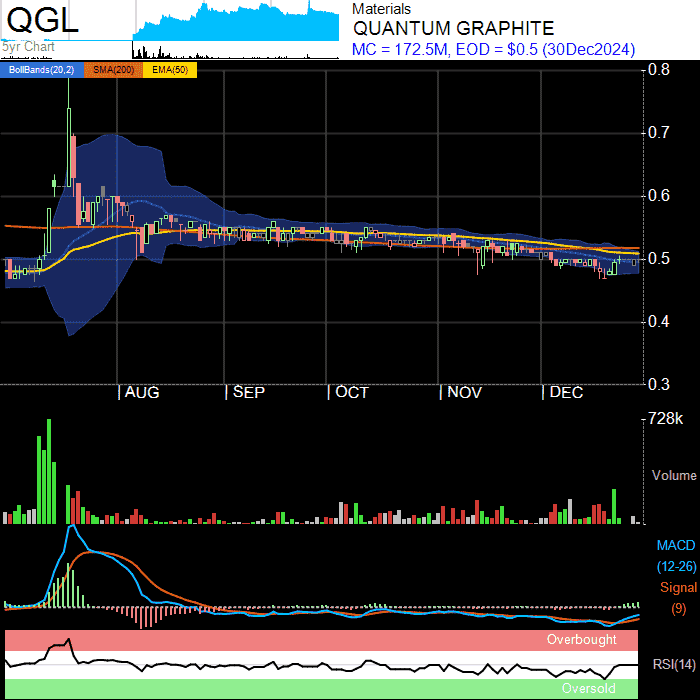 QGL
5yr Chart
Materials
QUANTUM GRAPHITE
MC = 172.5M, EOD = $0.5 (30Dec2024)
BollBands(20,2) SMA(200) EMA(50)
0.8
0.7
0.6
0.5
0.4
0.3
AUG SEP OCT NOV DEC
728k
Volume
MACD
(12-26)
Signal
(9)
Overbought
RSI(14)
Oversold